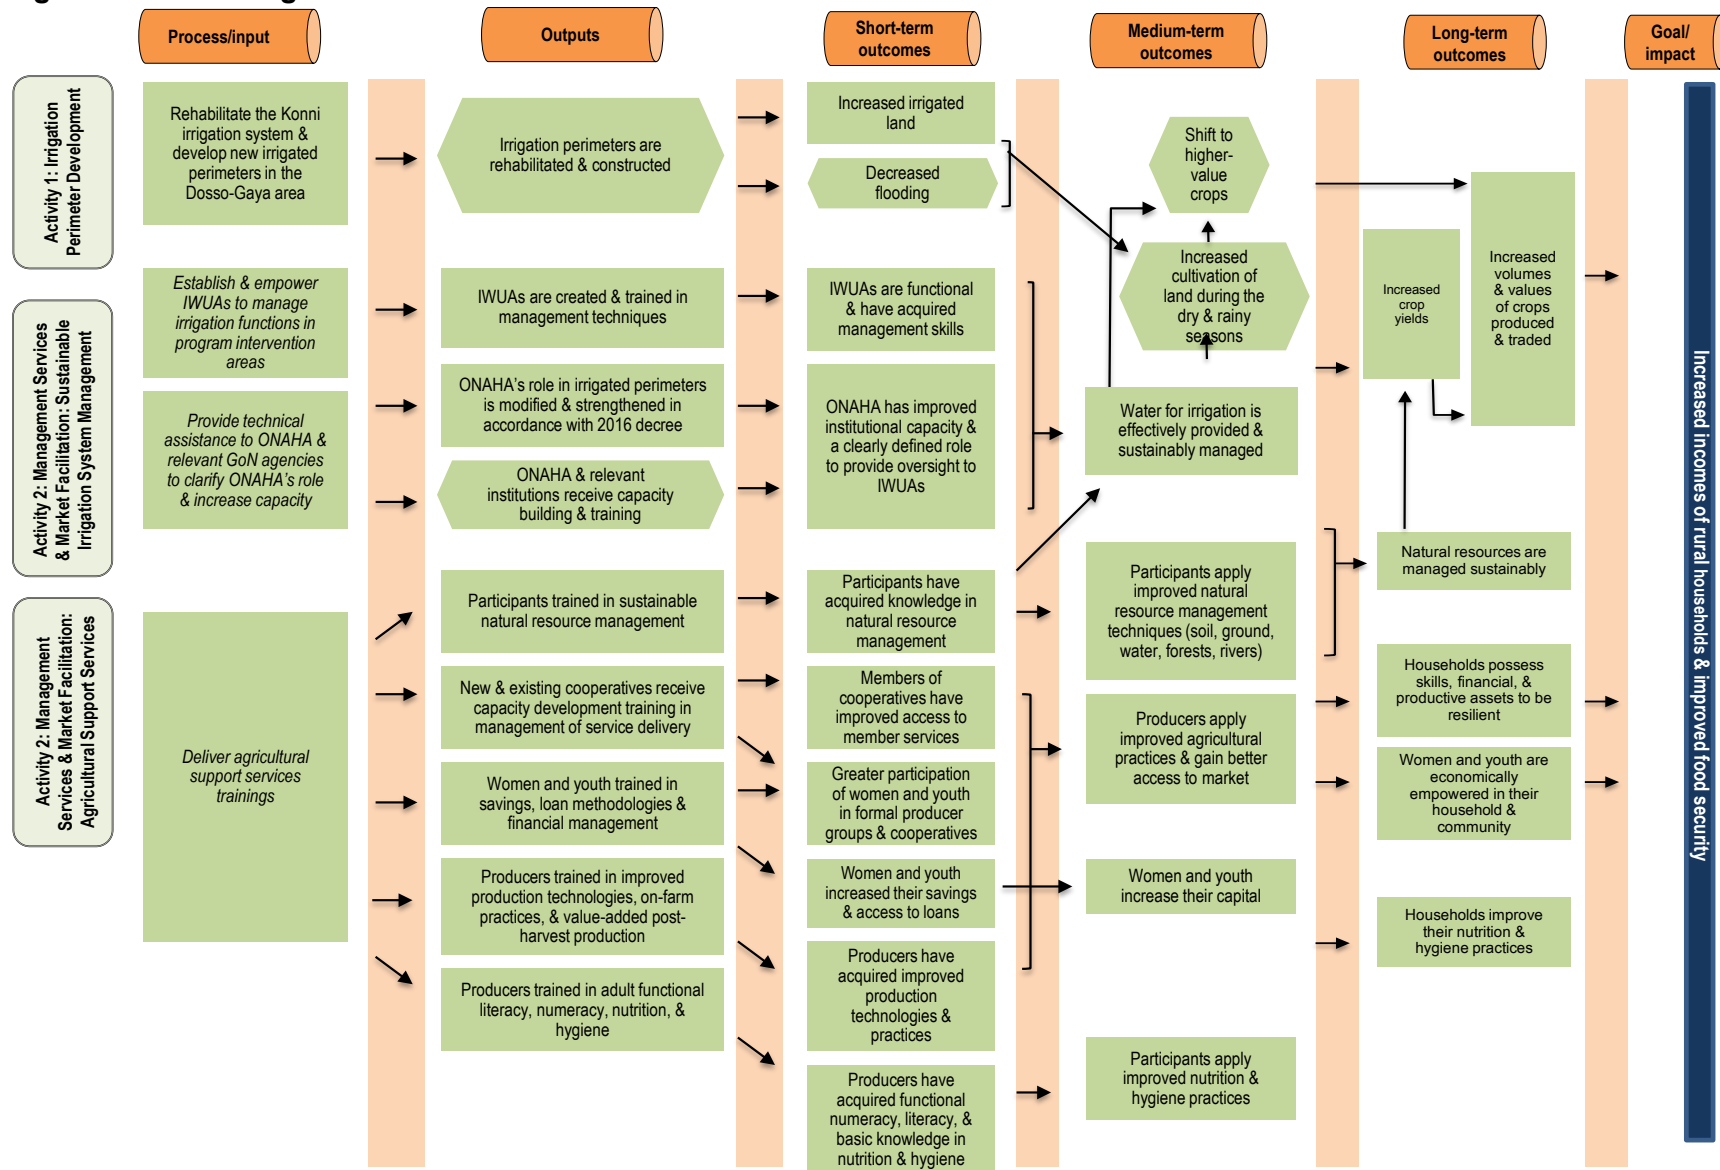 Process/input
Outputs
Short-term
outcomes
Medium-term
outcomes
Long-term
outcomes
Goal/
impact
Activity 1: Irrigation
Perimeter Development
Rehabilitate the Konni
irrigation system &
develop new irrigated
perimeters in the
Dosso-Gaya area
Irrigation perimeters are
rehabilitated & constructed
Increased irrigated
land
Decreased
flooding
Shift to
higher-
value
crops
Increased
cultivation of
land during the
dry & rainy
seasons
Increased
crop
yields
Increased
volumes
& values
of crops
produced
& traded
Activity 2: Management Services
& Market Facilitation: Sustainable
Irrigation System Management
Establish & empower
IWUAs to manage
irrigation functions in
program intervention
areas
Provide technical
assistance to ONAHA &
relevant GoN agencies
to clarify ONAHA's role
& increase capacity
IWUAs are created & trained in
management techniques
ONAHA's role in irrigated perimeters
is modified & strengthened in
accordance with 2016 decree
ONAHA & relevant
institutions receive capacity
building & training
IWUAs are functional
& have acquired
management skills
ONAHA has improved
institutional capacity &
a clearly defined role
to provide oversight to
IWUAs
Water for irrigation is
effectively provided &
sustainably managed
Activity 2: Management
Services & Market Facilitation:
Agricultural Support Services
Deliver agricultural
support services
trainings
Participants trained in sustainable
natural resource management
New & existing cooperatives receive
capacity development training in
management of service delivery
Women and youth trained in
savings, loan methodologies &
financial management
Producers trained in improved
production technologies, on-farm
practices, & value-added post-
harvest production
Producers trained in adult functional
literacy, numeracy, nutrition, &
hygiene
Participants have
acquired knowledge in
natural resource
management
Members of
cooperatives have
improved access to
member services
Greater participation
of women and youth
in formal producer
groups & cooperatives
Women and youth
increased their savings
& access to loans
Producers have
acquired improved
production
technologies &
practices
Producers have
acquired functional
numeracy, literacy, &
basic knowledge in
nutrition & hygiene
Participants apply
improved natural
resource management
techniques (soil, ground,
water, forests, rivers)
Producers apply
improved agricultural
practices & gain better
access to market
Women and youth
increase their capital
Participants apply
improved nutrition &
hygiene practices
Natural resources are
managed sustainably
Households possess
skills, financial, &
productive assets to be
resilient
Women and youth are
economically
empowered in their
household &
community
Households improve
their nutrition &
hygiene practices
Increased incomes of rural households & improved food security